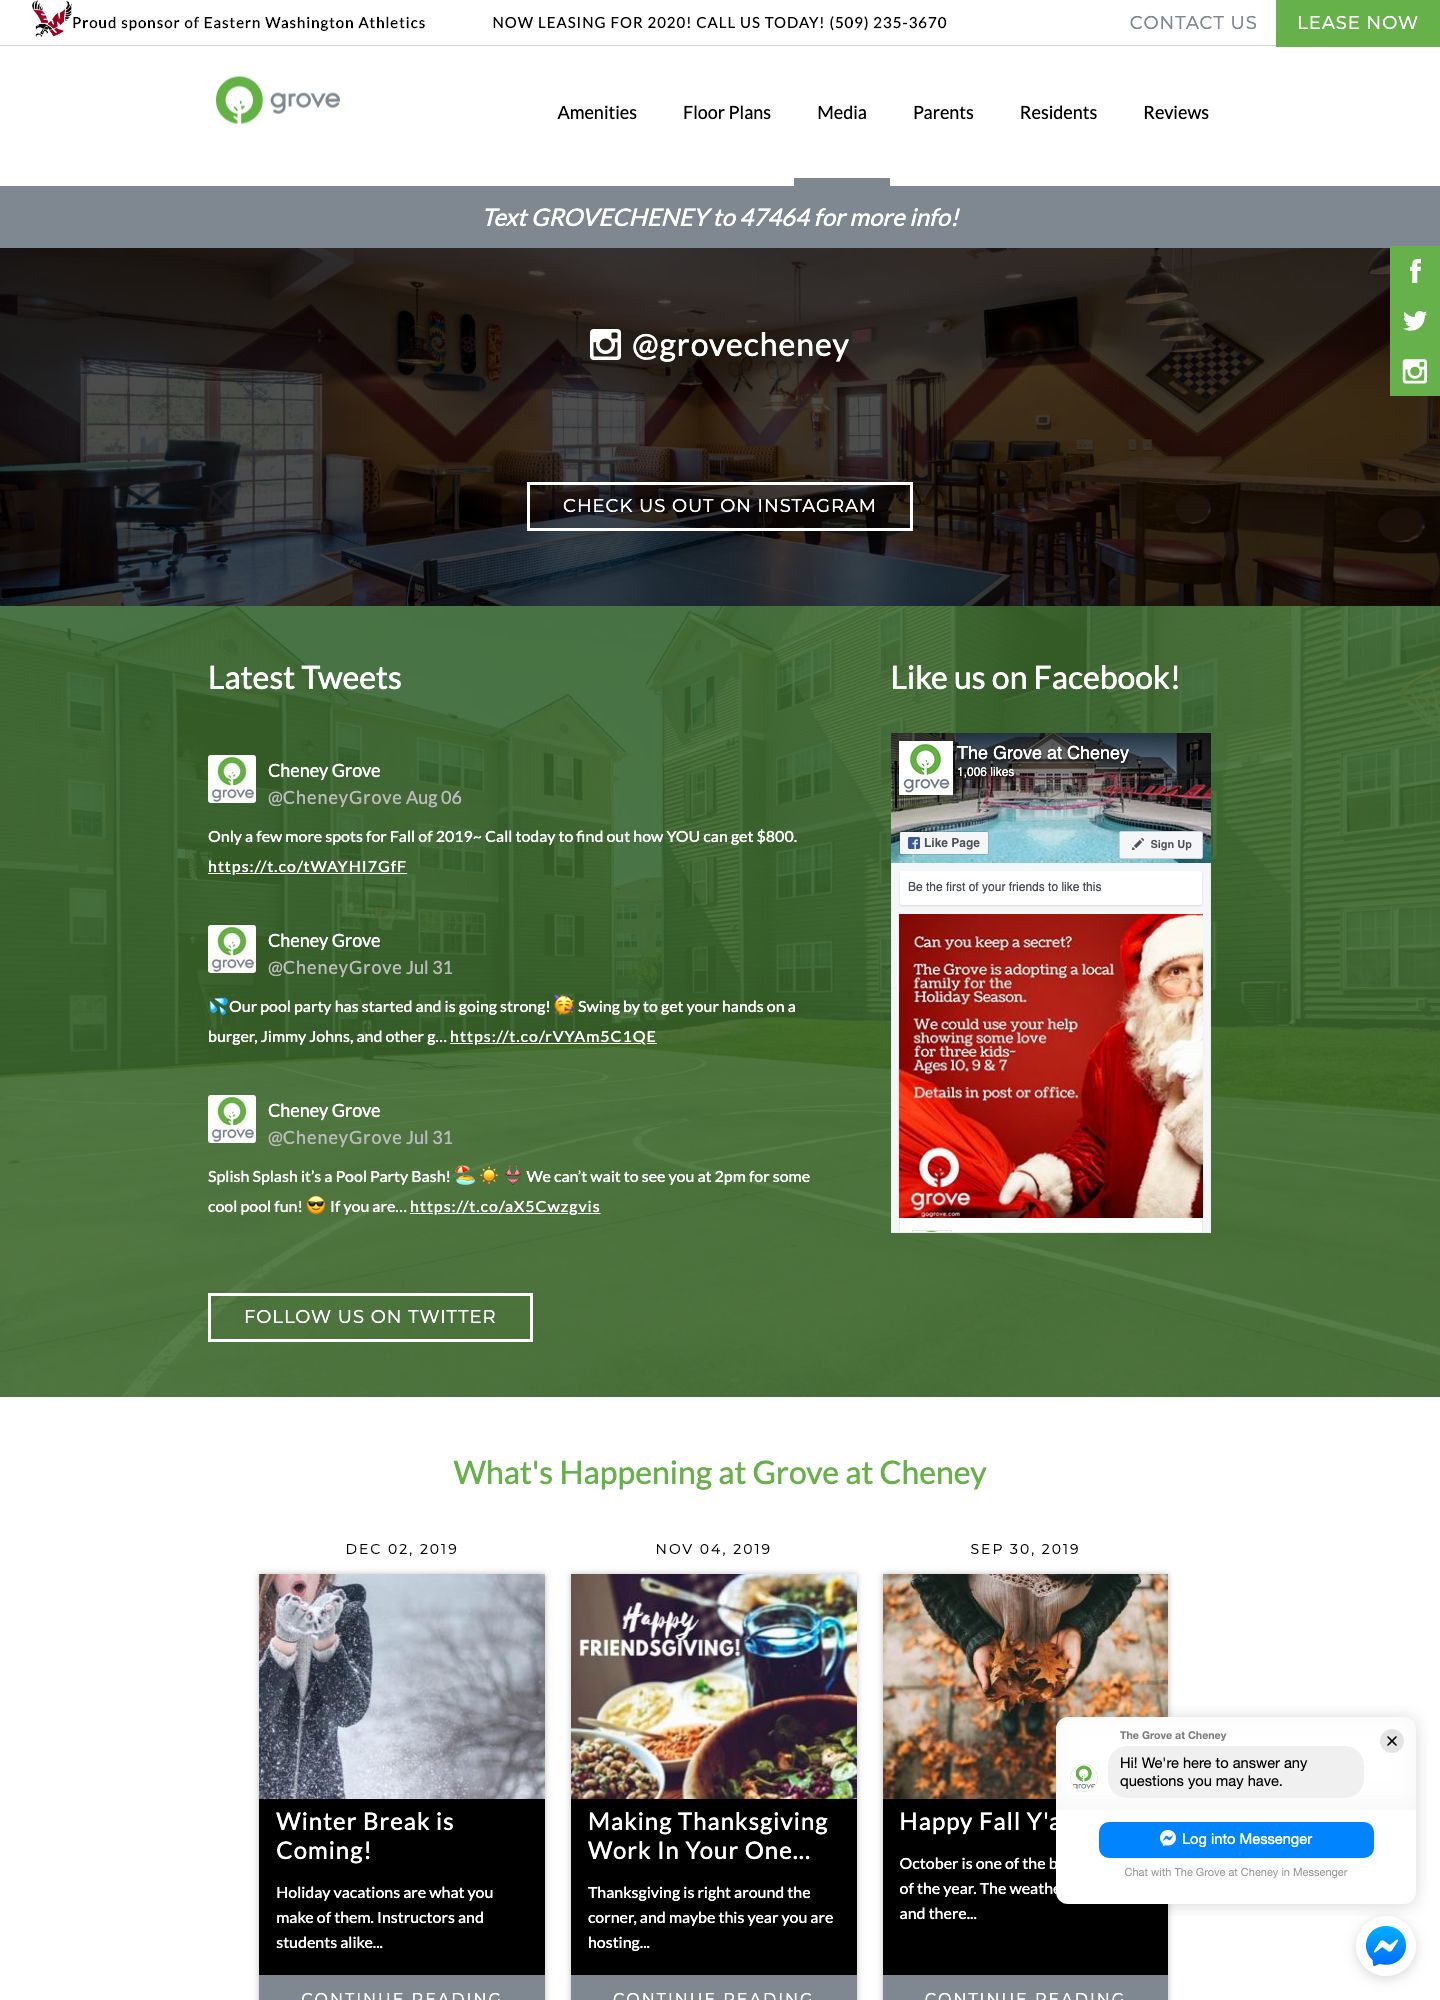 Proud sponsor of Eastern Washington Athletics
NOW LEASING FOR 2020! CALL US TODAY! (509) 235-3670
CONTACT US
LEASE NOW
grove
Amenities
Floor Plans
Media
Parents
Residents
Reviews
Text GROVECHENEY to 47464 for more info!
@grovecheney
CHECK US OUT ON INSTAGRAM
Latest Tweets
Cheney Grove
@CheneyGrove Aug 06
Only a few more spots for Fall of 2019~ Call today to find out how YOU can get $800.
https://t.co/tWAYHI7GfF
grove
Cheney Grove
@CheneyGrove Jul 31
💦Our pool party has started and is going strong! 🥳 Swing by to get your hands on a
burger, Jimmy Johns, and other g… https://t.co/rVYAm5C1QE
grove
Cheney Grove
@CheneyGrove Jul 31
Splish Splash it’s a Pool Party Bash! 🏖 ☀️ 👙 We can’t wait to see you at 2pm for some
cool pool fun! 😎 If you are… https://t.co/aX5Cwzgvis
grove
FOLLOW US ON TWITTER
Like us on Facebook!
The Grove at Cheney
1,006 likes
grove
Like Page
Sign Up
Be the first of your friends to like this
Can you keep a secret?
The Grove is adopting a local
family for the
Holiday Season.
We could use your help
showing some love
for three kids-
Ages 10, 9 & 7
Details in post or office.
grove
gogrove.com
What's Happening at Grove at Cheney
DEC 02, 2019
Winter Break is
Coming!
Holiday vacations are what you
make of them. Instructors and
students alike...
CONTINUE READING
NOV 04, 2019
Happy
FRIENDSGIVING!
Making Thanksgiving
Work In Your One...
Thanksgiving is right around the
corner, and maybe this year you are
hosting...
CONTINUE READING
SEP 30, 2019
Happy Fall
October is one of the
of the year. The
and there...
CONTINUE READING
The Grove at Cheney
Hi! We're here to answer any
questions you may have.
grove
Log into Messenger
Chat with The Grove at Cheney in Messenger